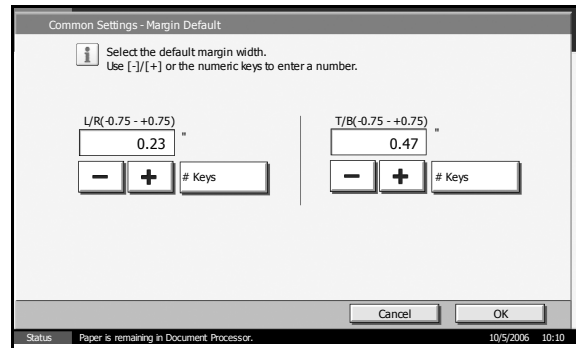 Common Settings - Margin Default
Select the default margin width.
Use [-]/[+] or the numeric keys to enter a number.
L/R(-0.75 - +0.75)
0.23 "
# Keys
T/B(-0.75 - +0.75)
0.47 "
# Keys
Cancel
OK
Status
Paper is remaining in Document Processor.
10/5/2006 10:10